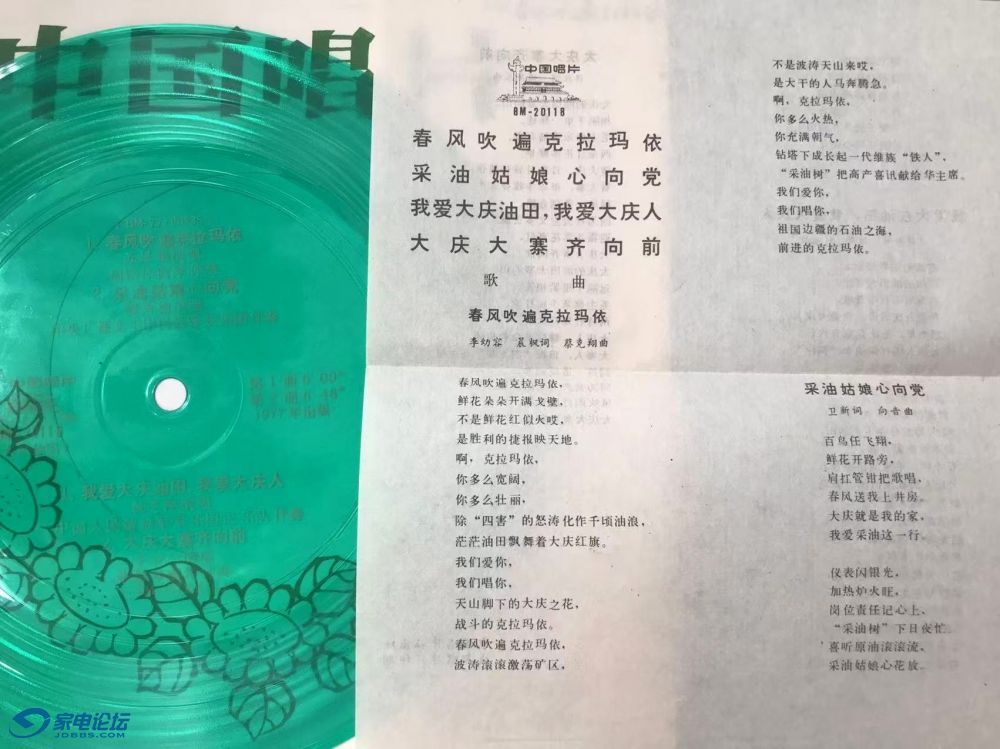 中国唱
1. 春风吹遍克拉玛依
2. 采油姑娘心向党
1977年出版
1. 我爱大庆油田,我爱大庆人
大庆大寨齐向前
家电论坛
JDBBS.COM
中国唱片
BM-20118
春风吹遍克拉玛依
采油姑娘心向党
我爱大庆油田,我爱大庆人
大庆大寨齐向前
歌曲
春风吹遍克拉玛依
李幼容 晨枫词 蔡克翔曲
春风吹遍克拉玛依,
鲜花朵朵开满戈壁,
不是鲜花红似火哎,
是胜利的捷报映天地。
啊,克拉玛依,
你多么宽阔,
你多么壮丽,
除“四害”的怒涛化作千顷油浪,
茫茫油田飘舞着大庆红旗。
我们爱你,
我们唱你,
天山脚下的大庆之花,
战斗的克拉玛依。
春风吹遍克拉玛依,
波涛滚滚激荡矿区,
不是波涛天山来哎,
是大干的人马奔腾急。
啊,克拉玛依,
你多么火热,
你充满朝气,
钻塔下成长起一代维族“铁人”,
“采油树”把高产喜讯献给华主席。
我们爱你,
我们唱你,
祖国边疆的石油之海,
前进的克拉玛依。
采油姑娘心向党
卫新词 向音曲
百鸟任飞翔,
鲜花开路旁,
肩扛管钳把歌唱,
春风送我上井房。
大庆就是我的家,
我爱采油这一行。
仪表闪银光,
加热炉火旺,
岗位责任记心上,
“采油树”下日夜忙。
喜听原油滚滚流,
采油姑娘心花放。